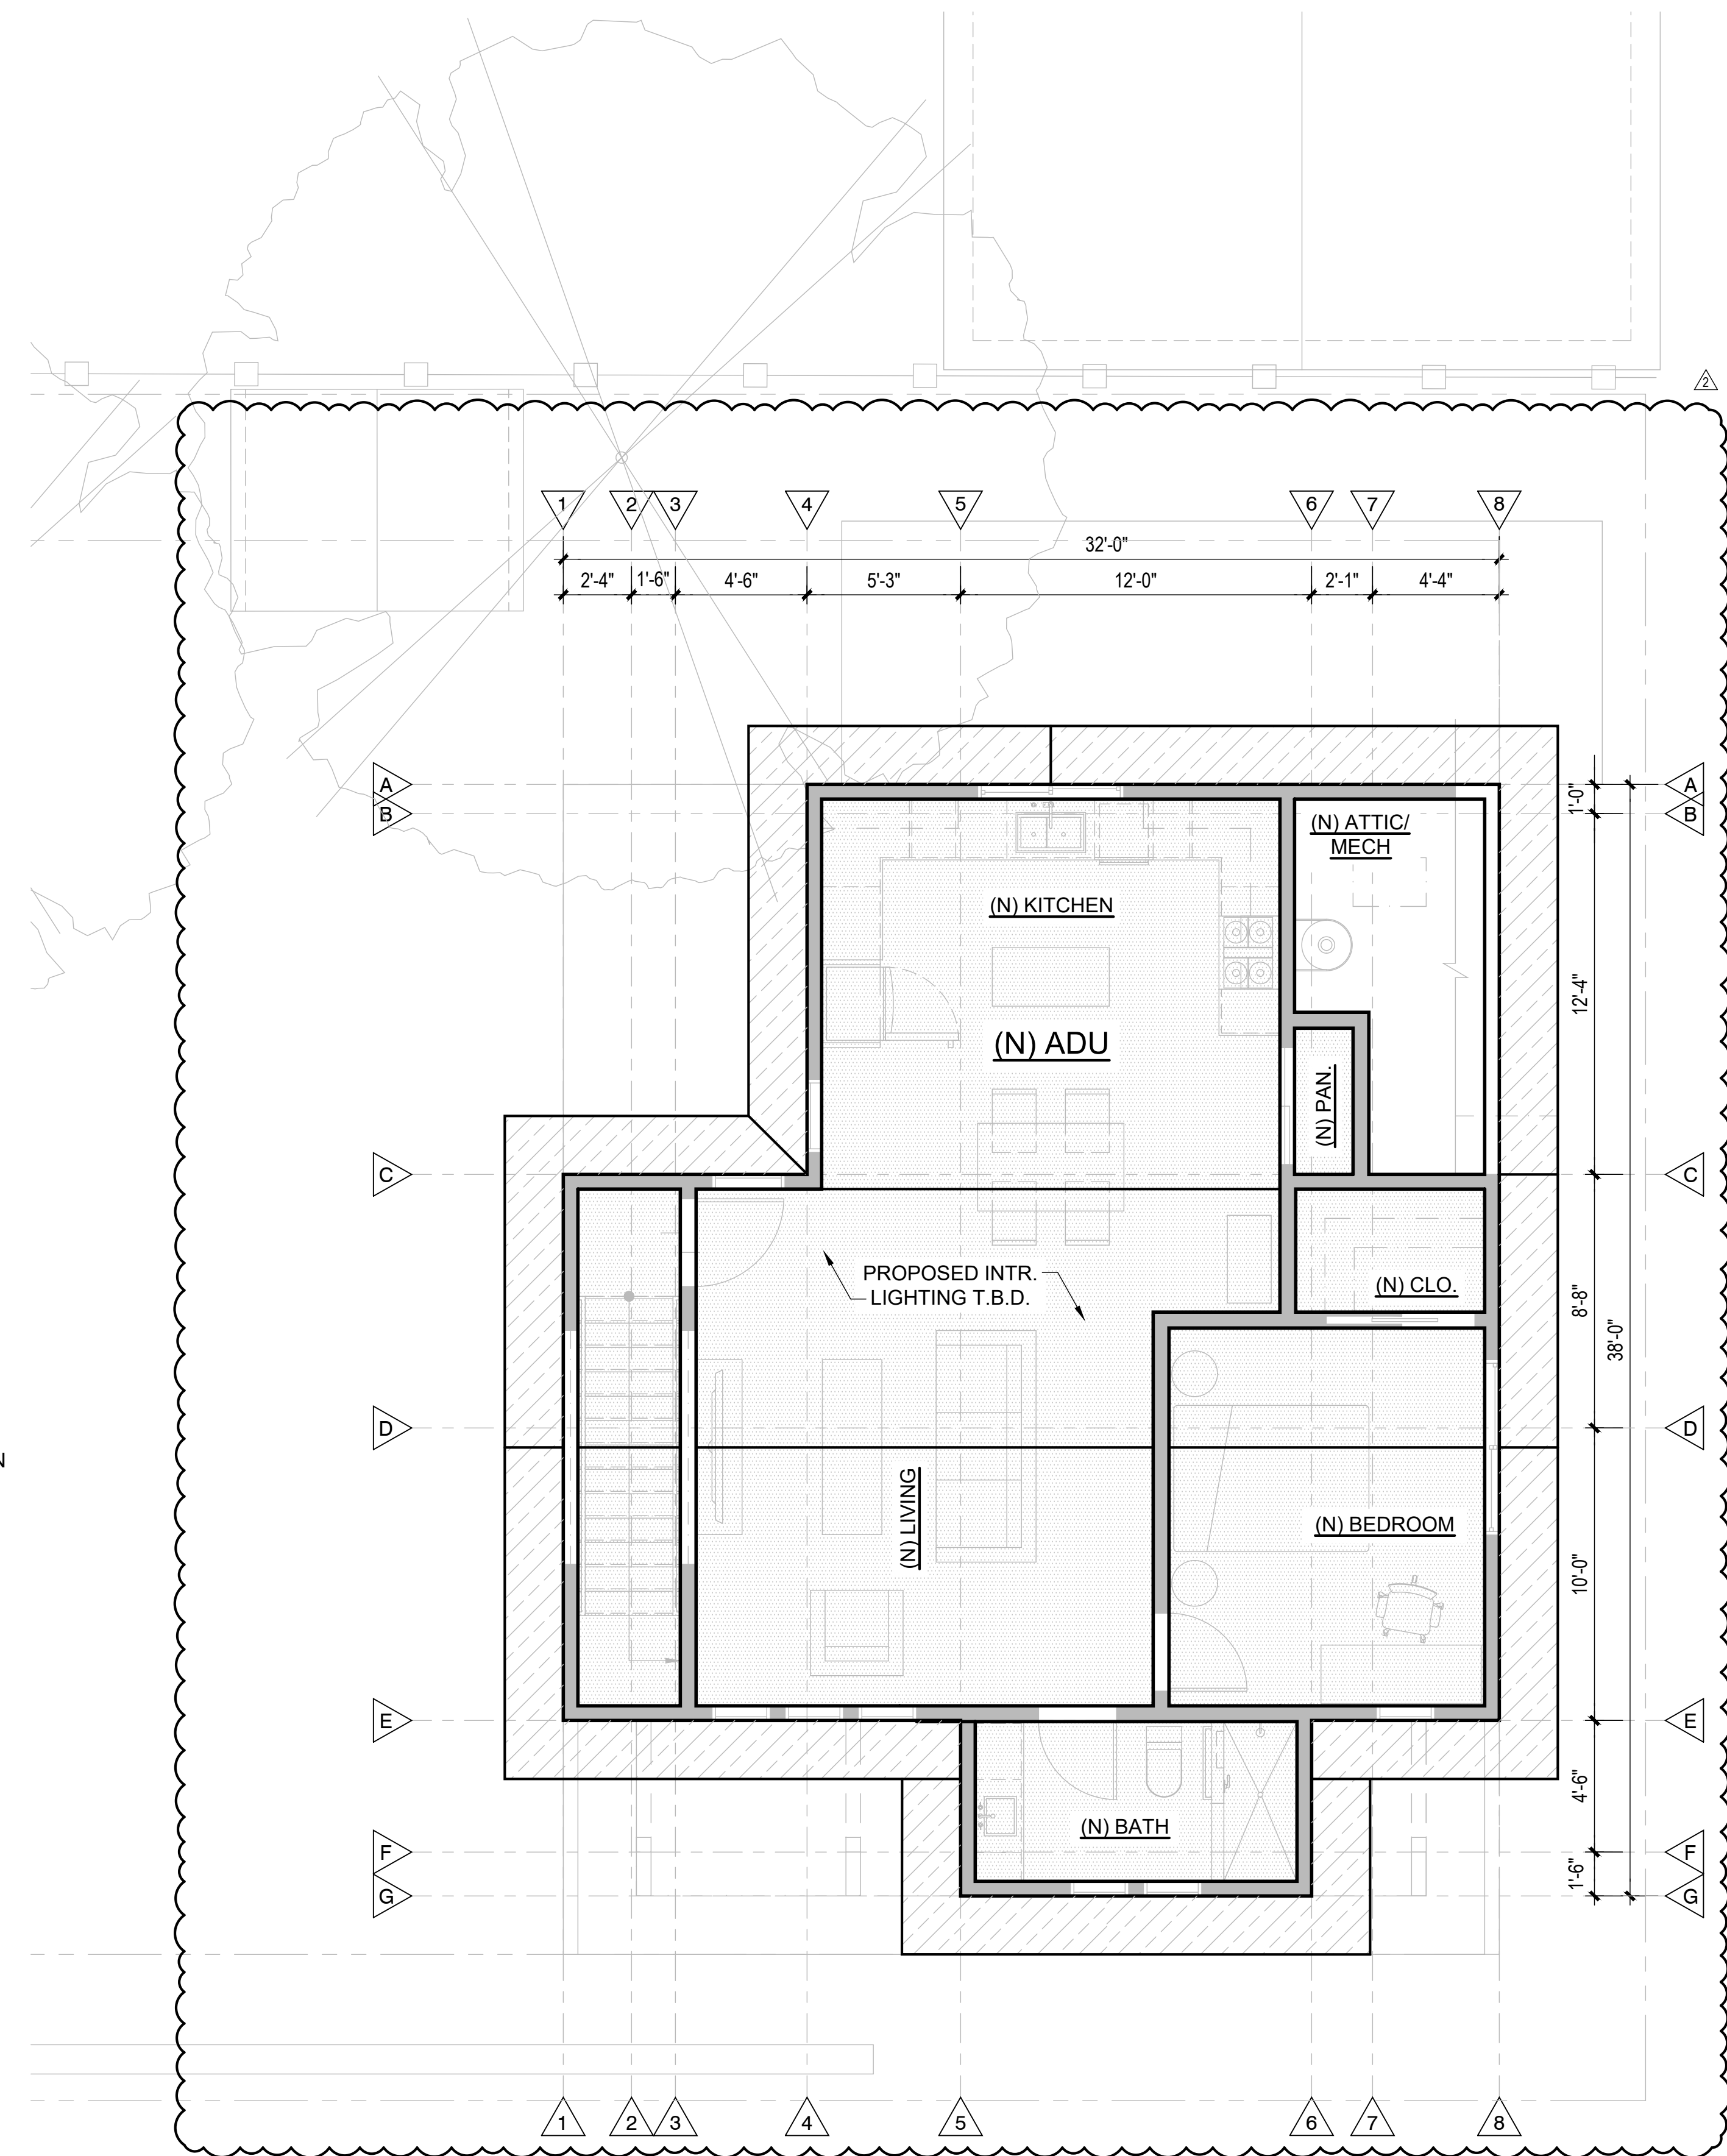 2
1 2 3 4 5 6 7 8
32'-0"
2'-4" 1'-6" 4'-6" 5'-3" 12'-0" 2'-1" 4'-4"
A
A
1'-0"
B
B
(N) ATTIC/
MECH
(N) KITCHEN
12'-4"
(N) ADU
(N) PAN.
C
C
PROPOSED INTR.
LIGHTING T.B.D.
(N) CLO.
8'-8"
38'-0"
D
D
N
(N) LIVING
(N) BEDROOM
10'-0"
E
E
4'-6"
(N) BATH
F
F
1'-6"
G
G
1 2 3 4 5 6 7 8